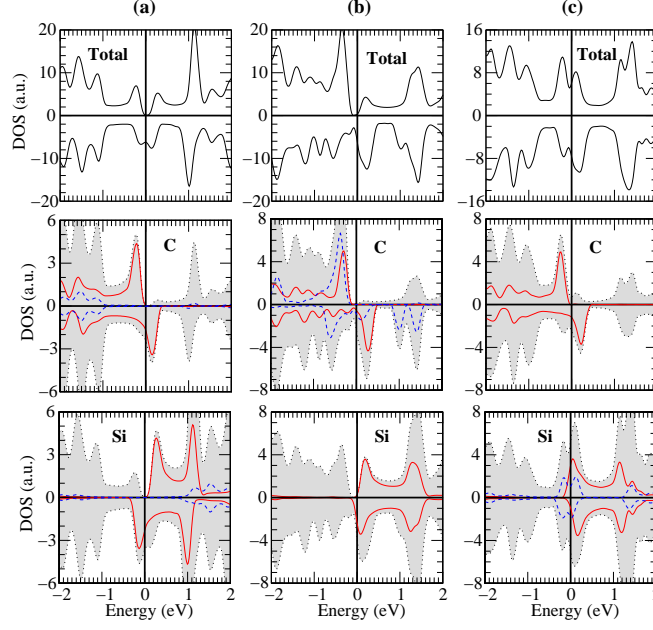 (a) (b) (c)
20 20 16
Total Total Total
10 10 8
DOS (a.u.)
0 0 0
−10 −10 −8
−20 −20 −16
6 8 8
C C C
3 4 4
DOS (a.u.)
0 0 0
−3 −4 −4
−6 −8 −8
6 8 8
Si Si Si
3 4 4
DOS (a.u.)
0 0 0
−3 −4 −4
−6 −8 −8
−2 −1 0 1 2 −2 −1 0 1 2 −2 −1 0 1 2
Energy (eV) Energy (eV) Energy (eV)